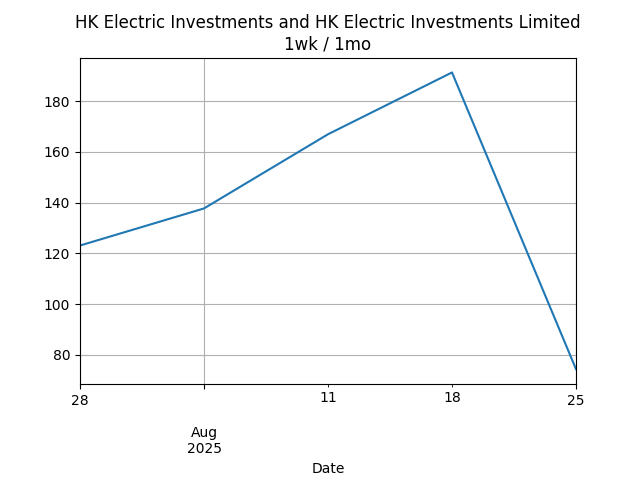 HK Electric Investments and HK Electric Investments Limited
1wk / 1mo
180
160
140
120
100
80
28
11
18
25
Aug
2025
Date